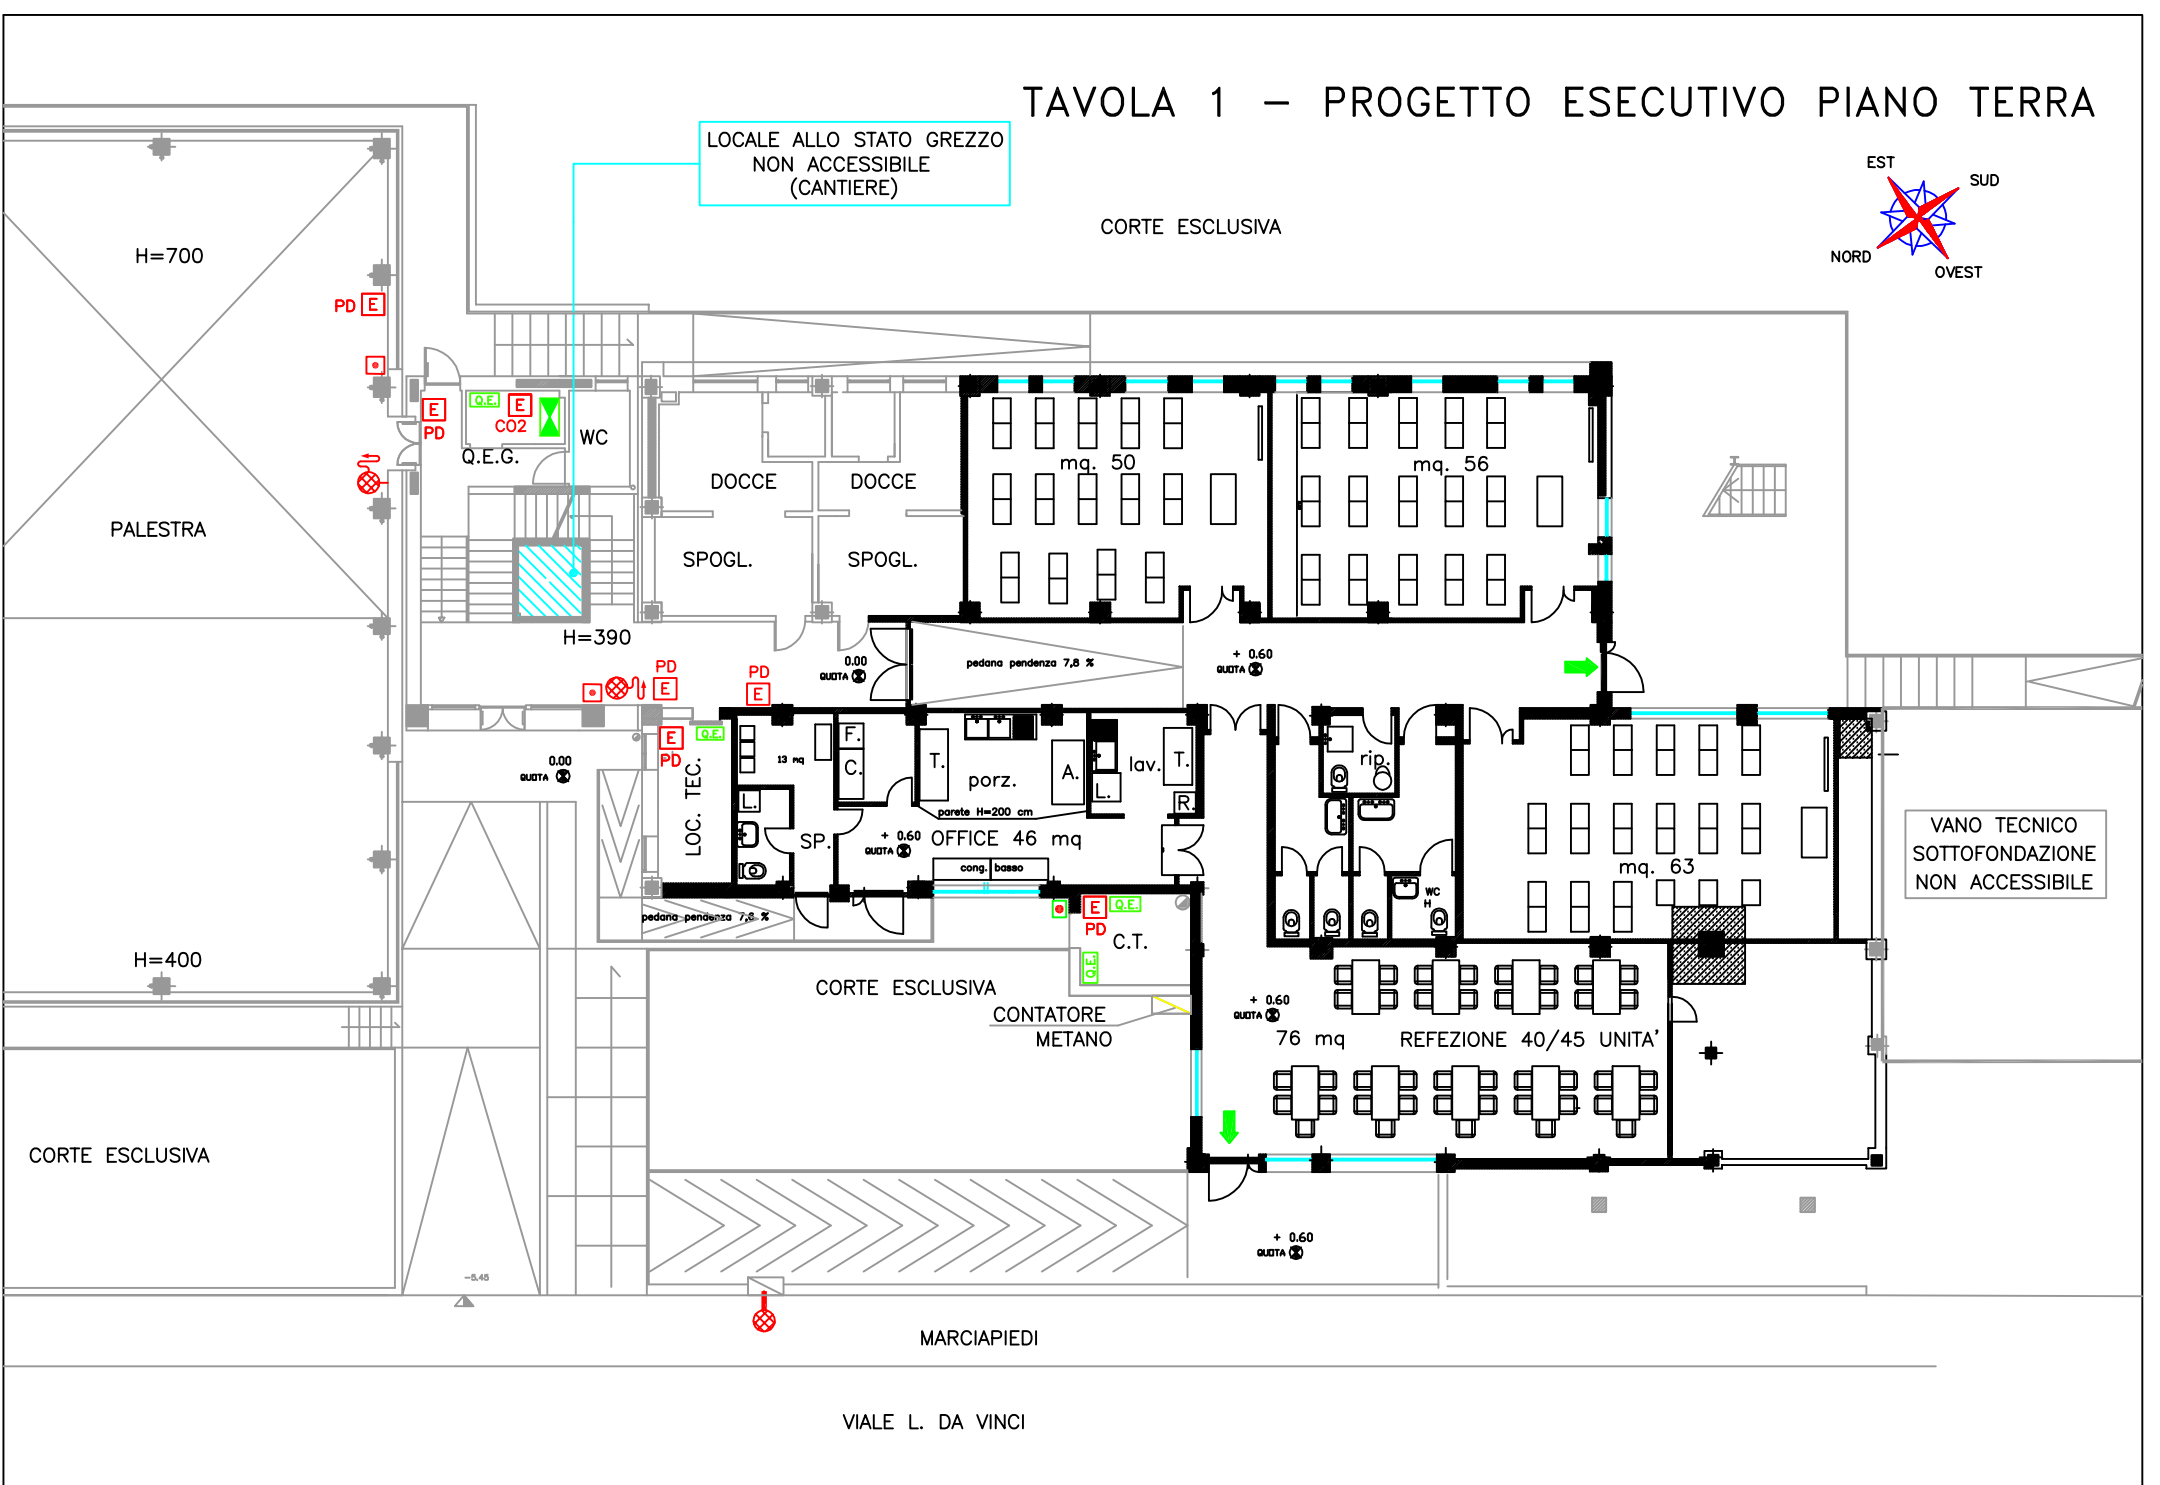 TAVOLA 1 - PROGETTO ESECUTIVO PIANO TERRA
LOCALE ALLO STATO GREZZO
NON ACCESSIBILE
(CANTIERE)
EST
SUD
NORD
OVEST
CORTE ESCLUSIVA
H=700
PD E
E
PD
Q.E.
E
CO2
WC
Q.E.G.
DOCCE
DOCCE
mq. 50
mq. 56
PALESTRA
SPOGL.
SPOGL.
H=390
PD
E
PD
E
0.00
QUOTA
pedana pendenza 7,8 %
+ 0.60
QUOTA
E
PD
Q.E.
LOC. TEC.
0.00
QUOTA
13 mq
F.
C.
T.
porz.
A.
lav.
T.
L.
R.
rip.
L.
SP.
parete H=200 cm
+ 0.60
QUOTA
OFFICE 46 mq
cong. basso
WC
H
mq. 63
VANO TECNICO
SOTTOFONDAZIONE
NON ACCESSIBILE
pedana pendenza 7,8 %
E
PD
Q.E.
C.T.
Q.E.
H=400
CORTE ESCLUSIVA
CONTATORE
METANO
+ 0.60
QUOTA
76 mq
REFEZIONE 40/45 UNITA'
CORTE ESCLUSIVA
+ 0.60
QUOTA
-5.45
MARCIAPIEDI
VIALE L. DA VINCI